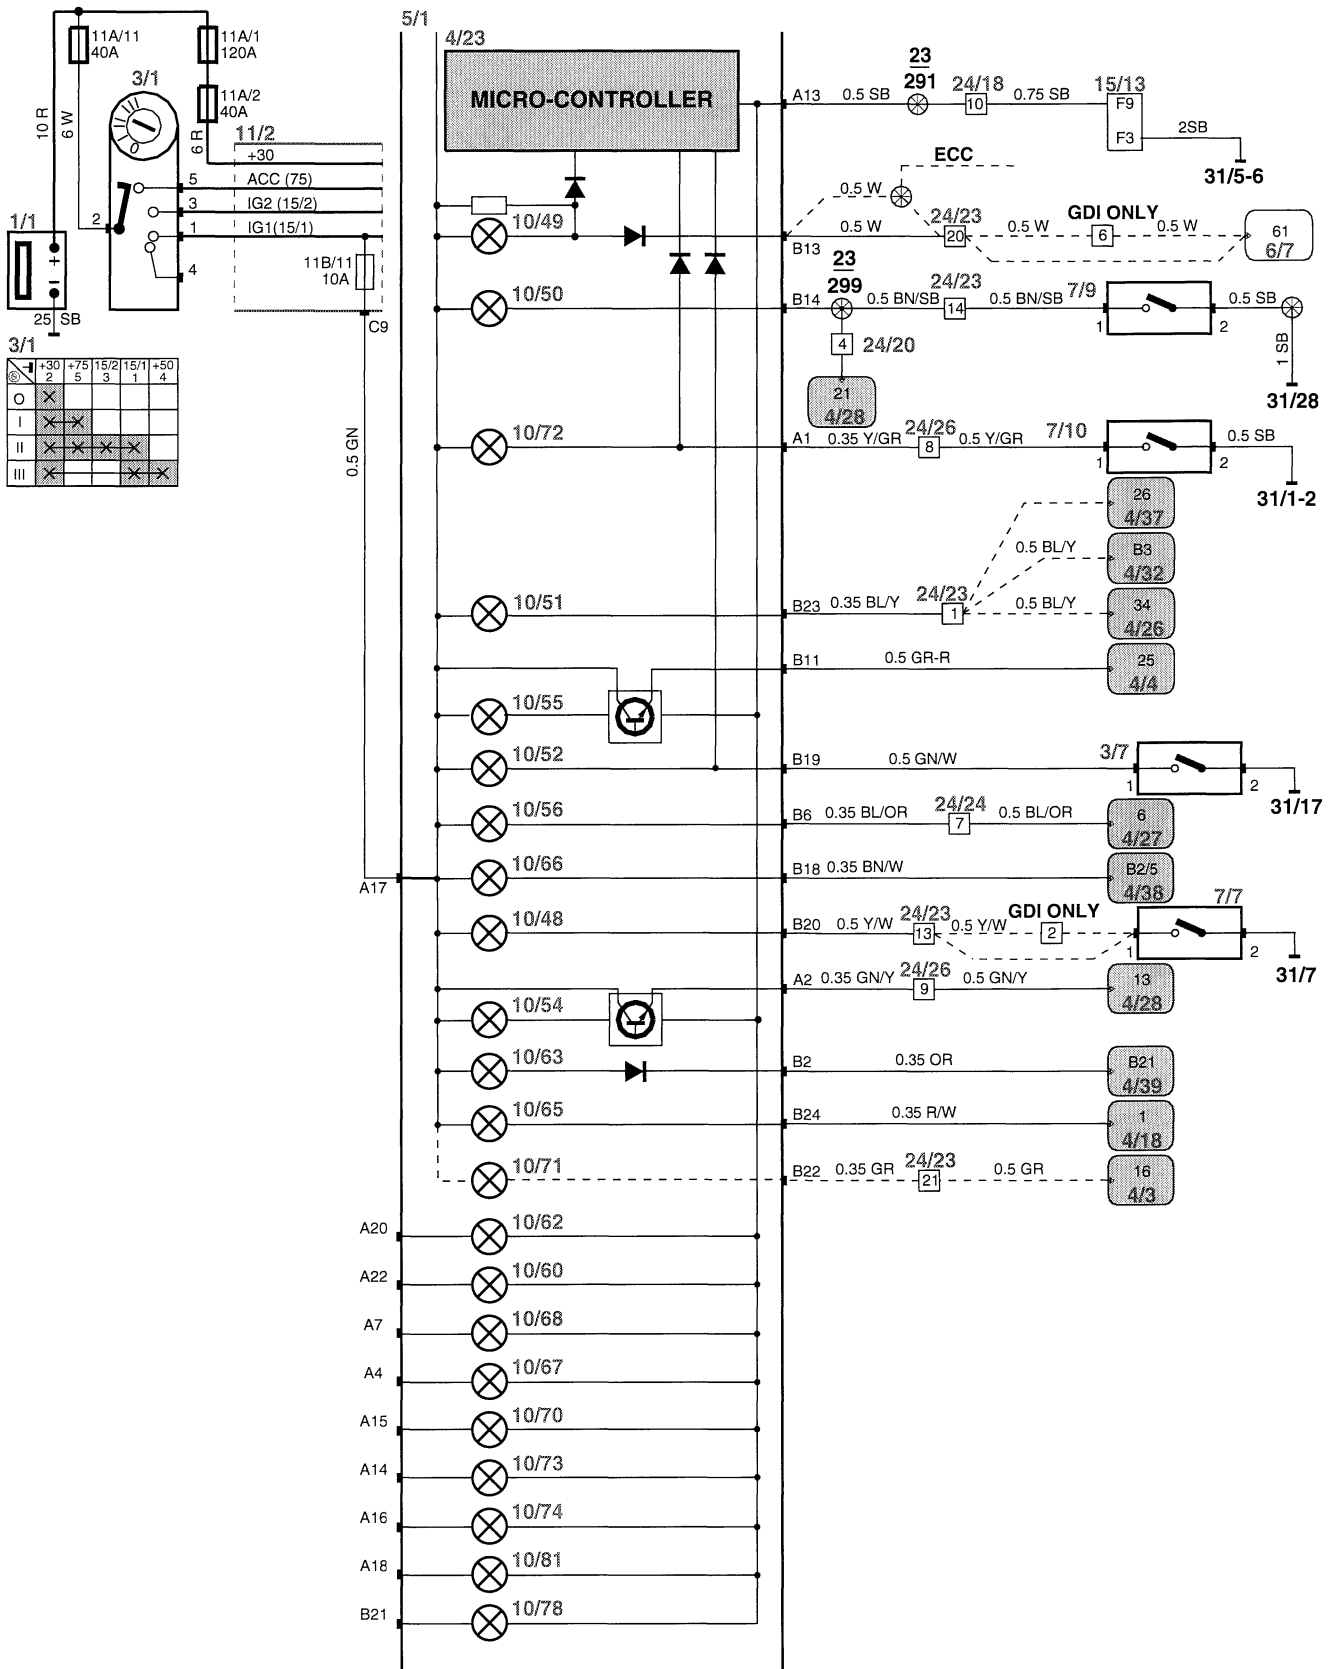 5/1
11A/11
40A
11A/1
120A
4/23
MICRO-CONTROLLER
3/1
11A/2
40A
10 R
6 W
6 R
O
11/2
+30
5 ACC (75)
3 IG2 (15/2)
2 1 IG1(15/1)
4
1/1
+
−
25 SB
11B/11
10A
C9
3/1
+30 +75 15/2 15/1 +50
2 5 3 1 4
O X
I X X
II X X X X
III X X X
0.5 GN
A13 0.5 SB 23 291 24/18 10 0.75 SB 15/13 F9
F3 2SB
31/5-6
ECC
0.5 W
10/49 B13 0.5 W 24/23 20 0.5 W GDI ONLY 6 0.5 W 61 6/7
23
299
10/50 B14 0.5 BN/SB 24/23 14 0.5 BN/SB 7/9 1 2 0.5 SB
1 SB
31/28
4 24/20
21
4/28
10/72 A1 0.35 Y/GR 24/26 8 0.5 Y/GR 7/10 1 2 0.5 SB
31/1-2
26
4/37
0.5 BL/Y B3
4/32
10/51 B23 0.35 BL/Y 24/23 1 0.5 BL/Y 34
4/26
B11 0.5 GR-R 25
4/4
10/55
10/52 B19 0.5 GN/W 3/7 1 2
31/17
10/56 B6 0.35 BL/OR 24/24 7 0.5 BL/OR 6
4/27
A17 10/66 B18 0.35 BN/W B2/5
4/38
10/48 B20 0.5 Y/W 24/23 13 0.5 Y/W GDI ONLY 2 7/7 1 2
31/7
A2 0.35 GN/Y 24/26 9 0.5 GN/Y 13
4/28
10/54
10/63 B2 0.35 OR B21
4/39
10/65 B24 0.35 R/W 1
4/18
10/71 B22 0.35 GR 24/23 21 0.5 GR 16
4/3
A20 10/62
A22 10/60
A7 10/68
A4 10/67
A15 10/70
A14 10/73
A16 10/74
A18 10/81
B21 10/78